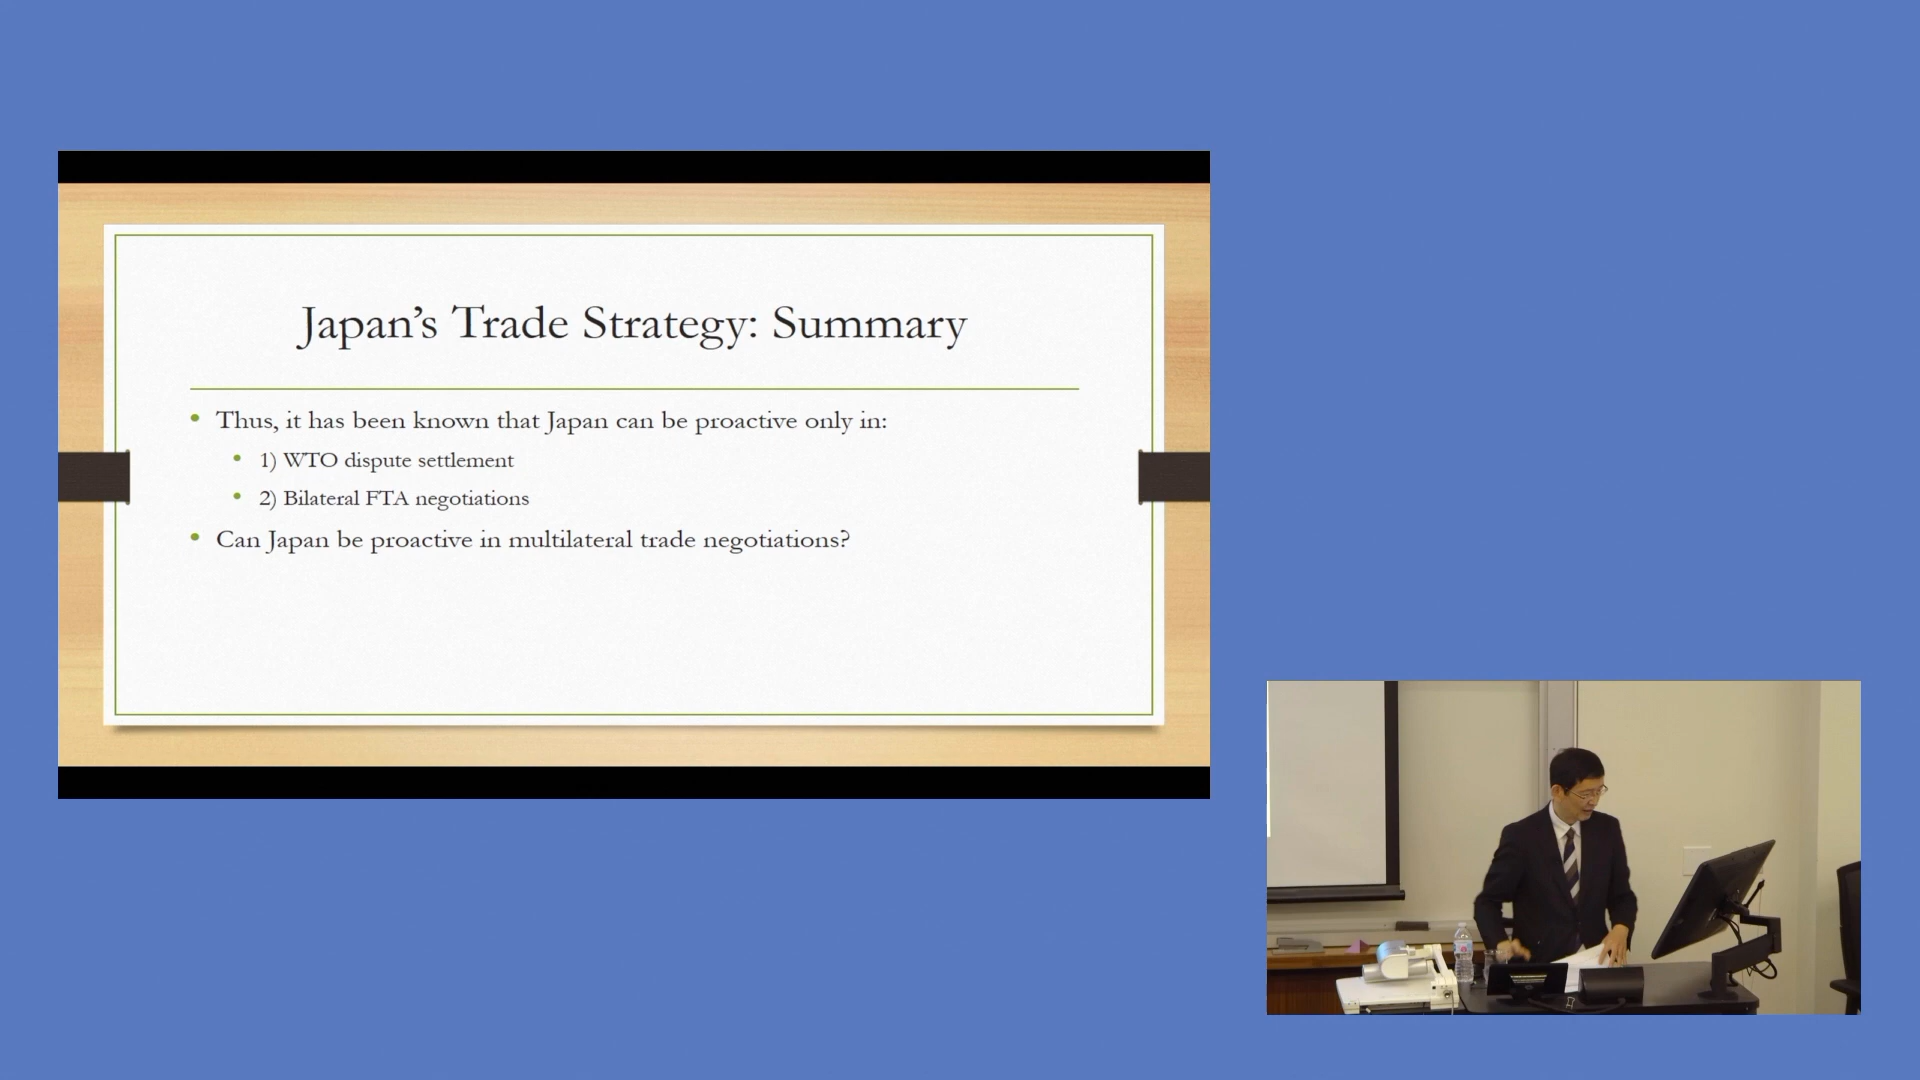 Japan’s Trade Strategy: Summary
• Thus, it has been known that Japan can be proactive only in:
• 1) WTO dispute settlement
• 2) Bilateral FTA negotiations
• Can Japan be proactive in multilateral trade negotiations?